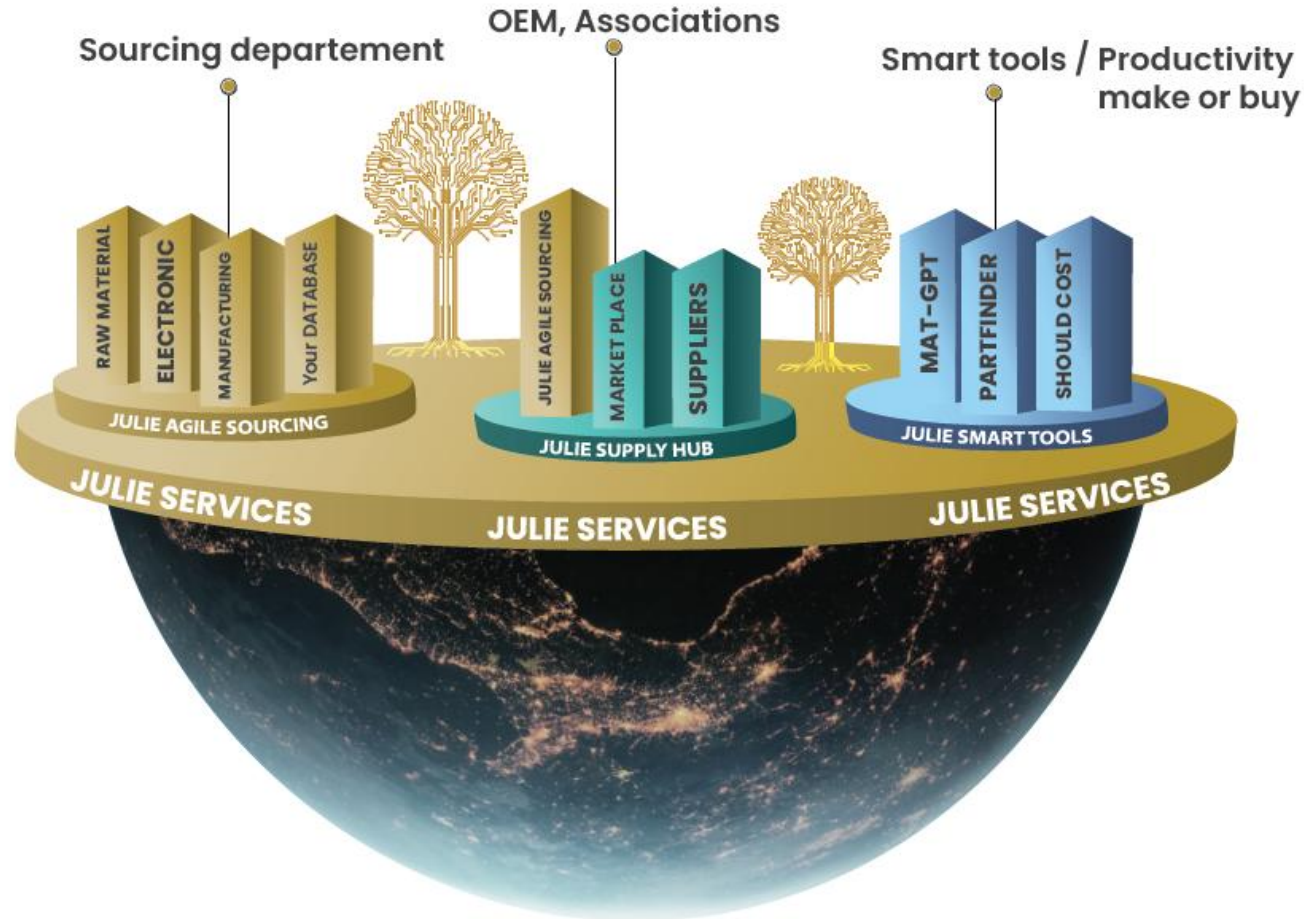 OEM, Associations
Sourcing departement
Smart tools / Productivity
make or buy
RAW MATERIAL
ELECTRONIC
MANUFACTURING
Your DATABASE
JULIE AGILE SOURCING
JULIE AGILE SOURCING
MARKET PLACE
SUPPLIERS
JULIE SUPPLY HUB
MAT-GPT
PARTFINDER
SHOULD COST
JULIE SMART TOOLS
JULIE SERVICES
JULIE SERVICES
JULIE SERVICES